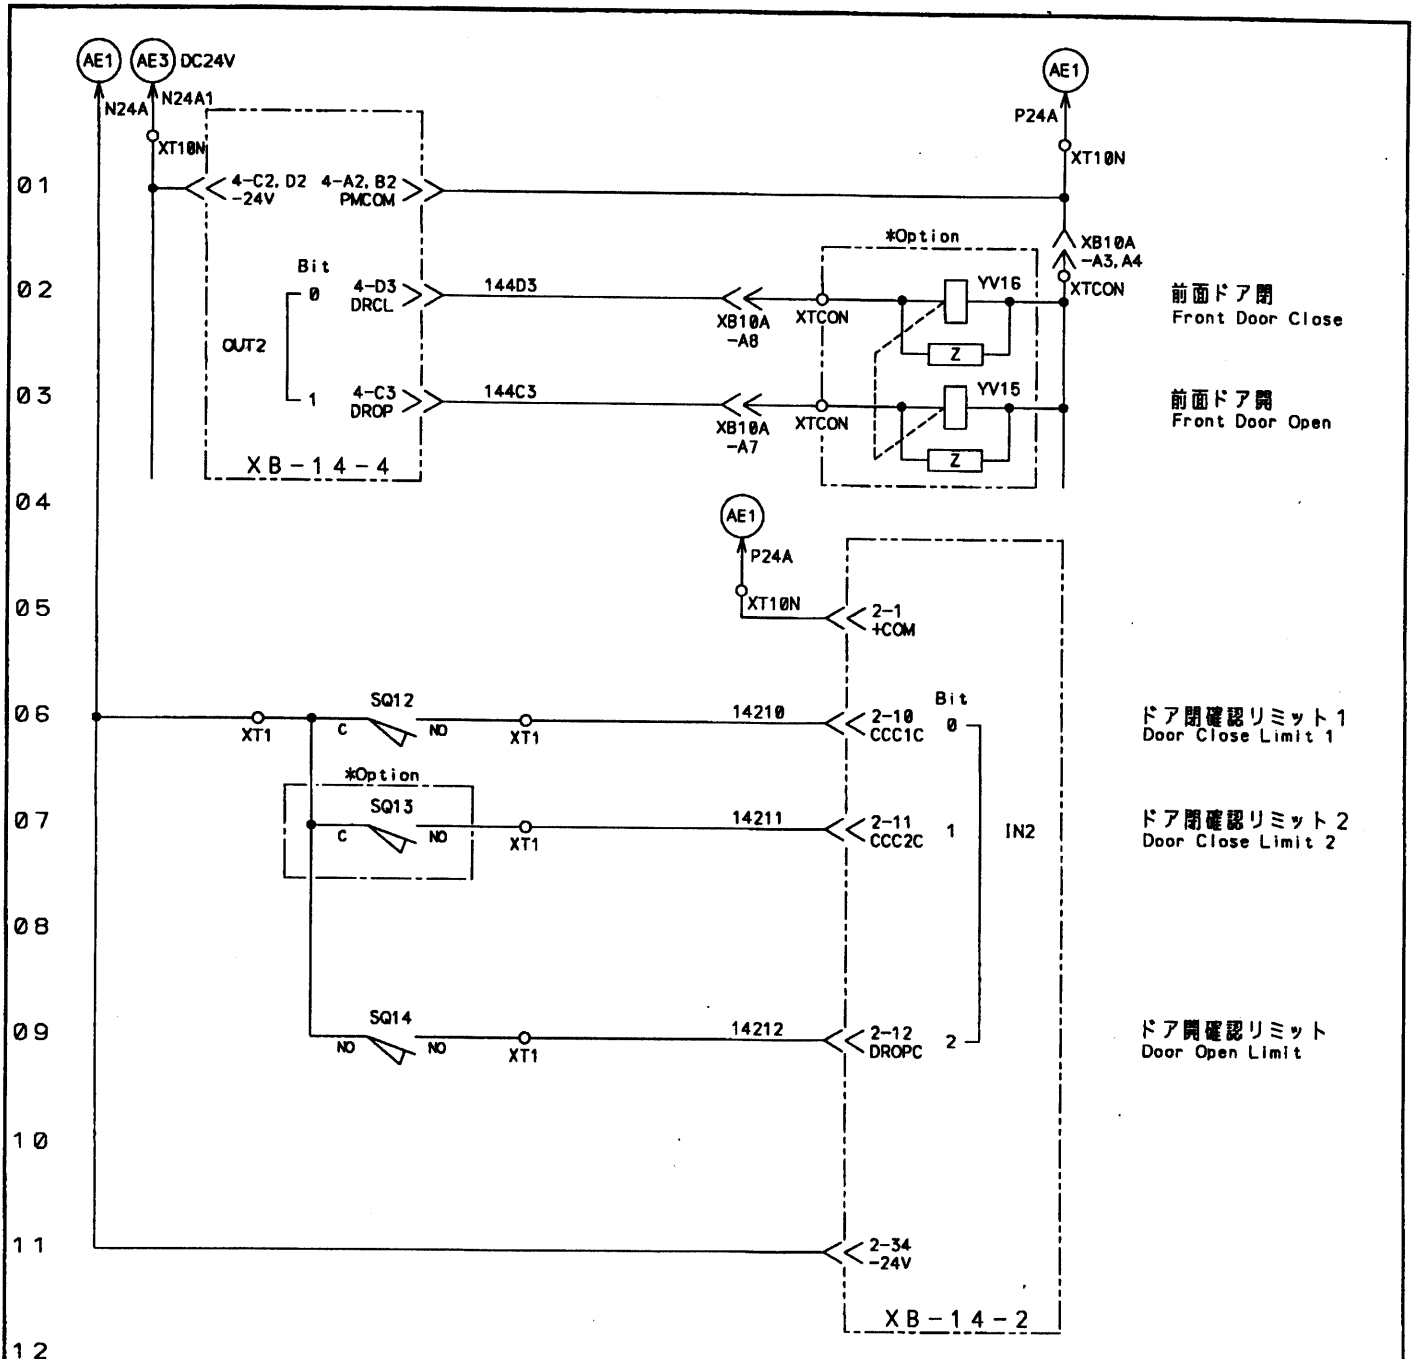 AE1 AE3 DC24V AE1
N24A N24A1 P24A
XT10N XT10N
01 4-C2, D2 4-A2, B2
-24V PMCOM
*Option XB10A
-A3, A4
Bit
02 0 4-D3 144D3 YV16 XTCON 前面ドア閉
DRCL XB10A XTCON Front Door Close
-A8
OUT2 Z
03 1 4-C3 144C3 YV15 前面ドア開
DROP XB10A XTCON Front Door Open
-A7
XB-14-4 Z
04
AE1
P24A
05 XT10N 2-1
+COM
06 SQ12 14210 2-10 Bit ドア閉確認リミット1
C NO CCC1C 0 Door Close Limit 1
XT1 XT1
*Option
07 SQ13 14211 2-11 1 IN2 ドア閉確認リミット2
C NO XT1 CCC2C Door Close Limit 2
08
09 SQ14 14212 2-12 2 ドア開確認リミット
NO NO XT1 DROPC Door Open Limit
10
11 2-34
-24V
XB-14-2
12